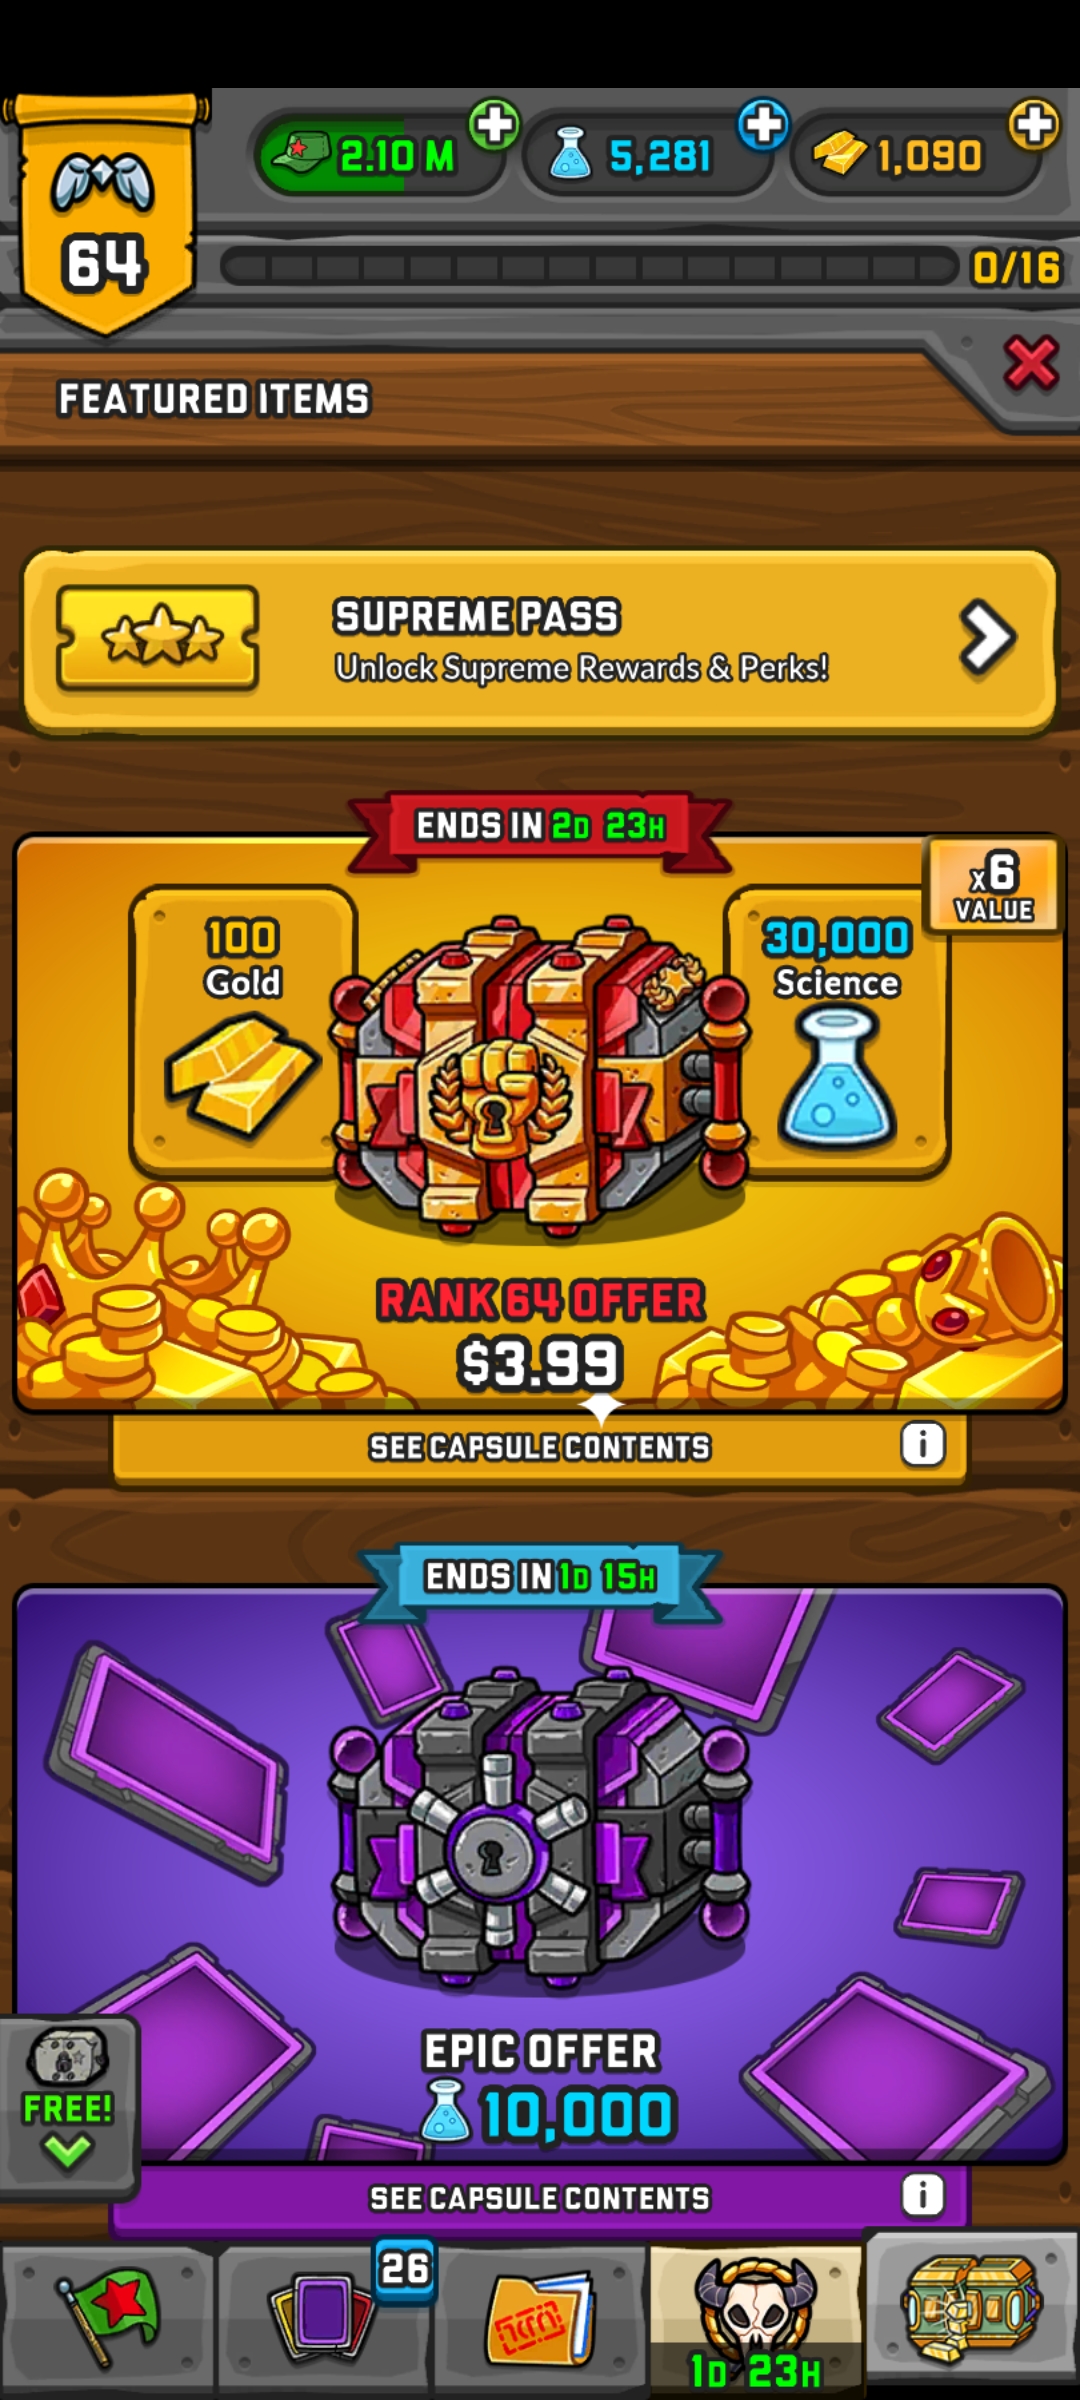 2.10 M
5,281
1,090
64
0/16
FEATURED ITEMS
SUPREME PASS
Unlock Supreme Rewards & Perks!
ENDS IN 2D 23H
x6
VALUE
100
Gold
30,000
Science
RANK 64 OFFER
$3.99
SEE CAPSULE CONTENTS
i
ENDS IN 1D 15H
EPIC OFFER
10,000
FREE!
SEE CAPSULE CONTENTS
i
26
1D 23H